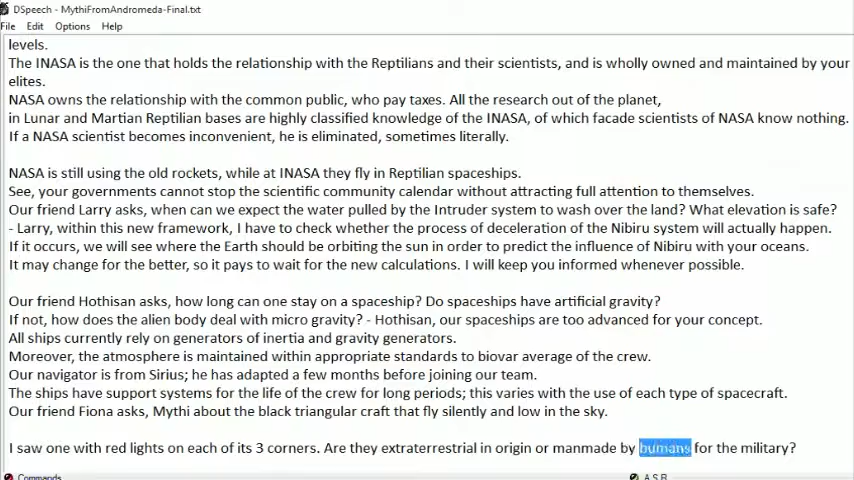 DSpeech - MythiFromAndromeda-Final.txt
File Edit Options Help
levels.
The INASA is the one that holds the relationship with the Reptilians and their scientists, and is wholly owned and maintained by your
elites.
NASA owns the relationship with the common public, who pay taxes. All the research out of the planet,
in Lunar and Martian Reptilian bases are highly classified knowledge of the INASA, of which facade scientists of NASA know nothing.
If a NASA scientist becomes inconvenient, he is eliminated, sometimes literally.
NASA is still using the old rockets, while at INASA they fly in Reptilian spaceships.
See, your governments cannot stop the scientific community calendar without attracting full attention to themselves.
Our friend Larry asks, when can we expect the water pulled by the Intruder system to wash over the land? What elevation is safe?
- Larry, within this new framework, I have to check whether the process of deceleration of the Nibiru system will actually happen.
If it occurs, we will see where the Earth should be orbiting the sun in order to predict the influence of Nibiru with your oceans.
It may change for the better, so it pays to wait for the new calculations. I will keep you informed whenever possible.
Our friend Hothisan asks, how long can one stay on a spaceship? Do spaceships have artificial gravity?
If not, how does the alien body deal with micro gravity? - Hothisan, our spaceships are too advanced for your concept.
All ships currently rely on generators of inertia and gravity generators.
Moreover, the atmosphere is maintained within appropriate standards to biovar average of the crew.
Our navigator is from Sirius; he has adapted a few months before joining our team.
The ships have support systems for the life of the crew for long periods; this varies with the use of each type of spacecraft.
Our friend Fiona asks, Mythi about the black triangular craft that fly silently and low in the sky.
I saw one with red lights on each of its 3 corners. Are they extraterrestrial in origin or manmade by humans for the military?
Commands A.S.R.